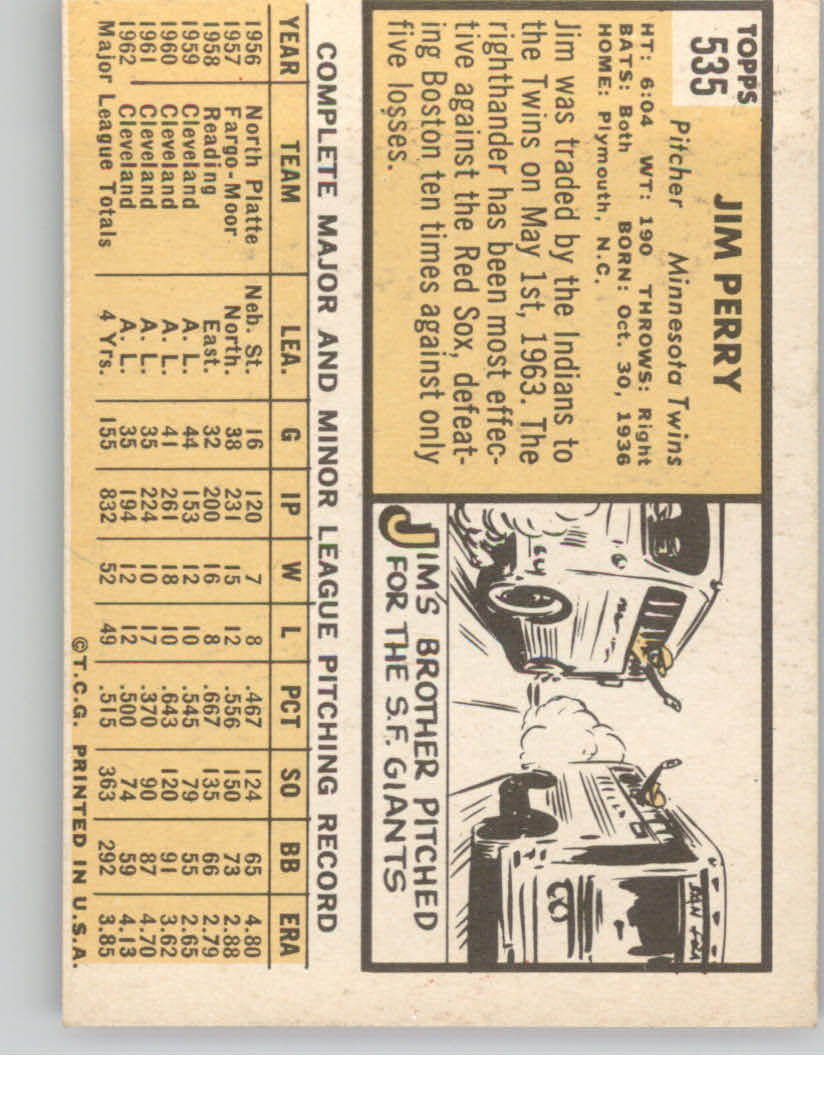 TOPPS
535
JIM PERRY
Pitcher Minnesota Twins
HT: 6:04 WT: 190 THROWS: Right
BATS: Both BORN: Oct. 30, 1936
HOME: Plymouth, N.C.
Jim was traded by the Indians to
the Twins on May 1st, 1963. The
righthander has been most effec-
tive against the Red Sox, defeat-
ing Boston ten times against only
five losses.
JIM'S BROTHER PITCHED
FOR THE S.F. GIANTS
COMPLETE MAJOR AND MINOR LEAGUE PITCHING RECORD
YEAR TEAM LEA. G IP W L PCT SO BB ERA
1956 North Platte Neb. St. 16 120 7 8 .467 124 65 4.80
1957 Fargo-Moor North. 38 231 15 12 .556 150 73 2.88
1958 Reading East. 32 200 16 8 .667 135 66 2.79
1959 Cleveland A. L. 44 153 12 10 .545 79 55 2.65
1960 Cleveland A. L. 41 261 18 10 .643 120 91 3.62
1961 Cleveland A. L. 35 224 10 17 .370 90 87 4.70
1962 Cleveland A. L. 35 194 12 12 .500 74 59 4.13
Major League Totals 4 Yrs. 155 832 52 49 .515 363 292 3.85
©T.C.G. PRINTED IN U.S.A.